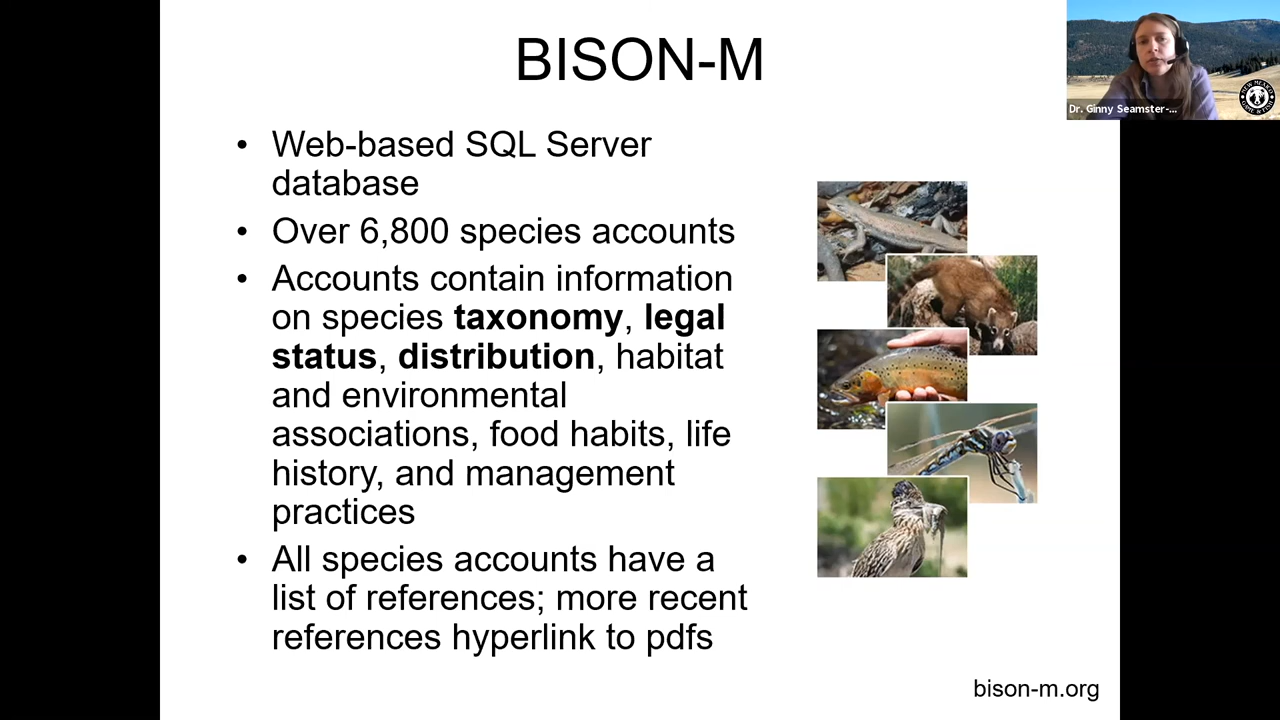 BISON-M
Dr. Ginny Seamster-...
• Web-based SQL Server
database
• Over 6,800 species accounts
• Accounts contain information
on species taxonomy, legal
status, distribution, habitat
and environmental
associations, food habits, life
history, and management
practices
• All species accounts have a
list of references; more recent
references hyperlink to pdfs
bison-m.org